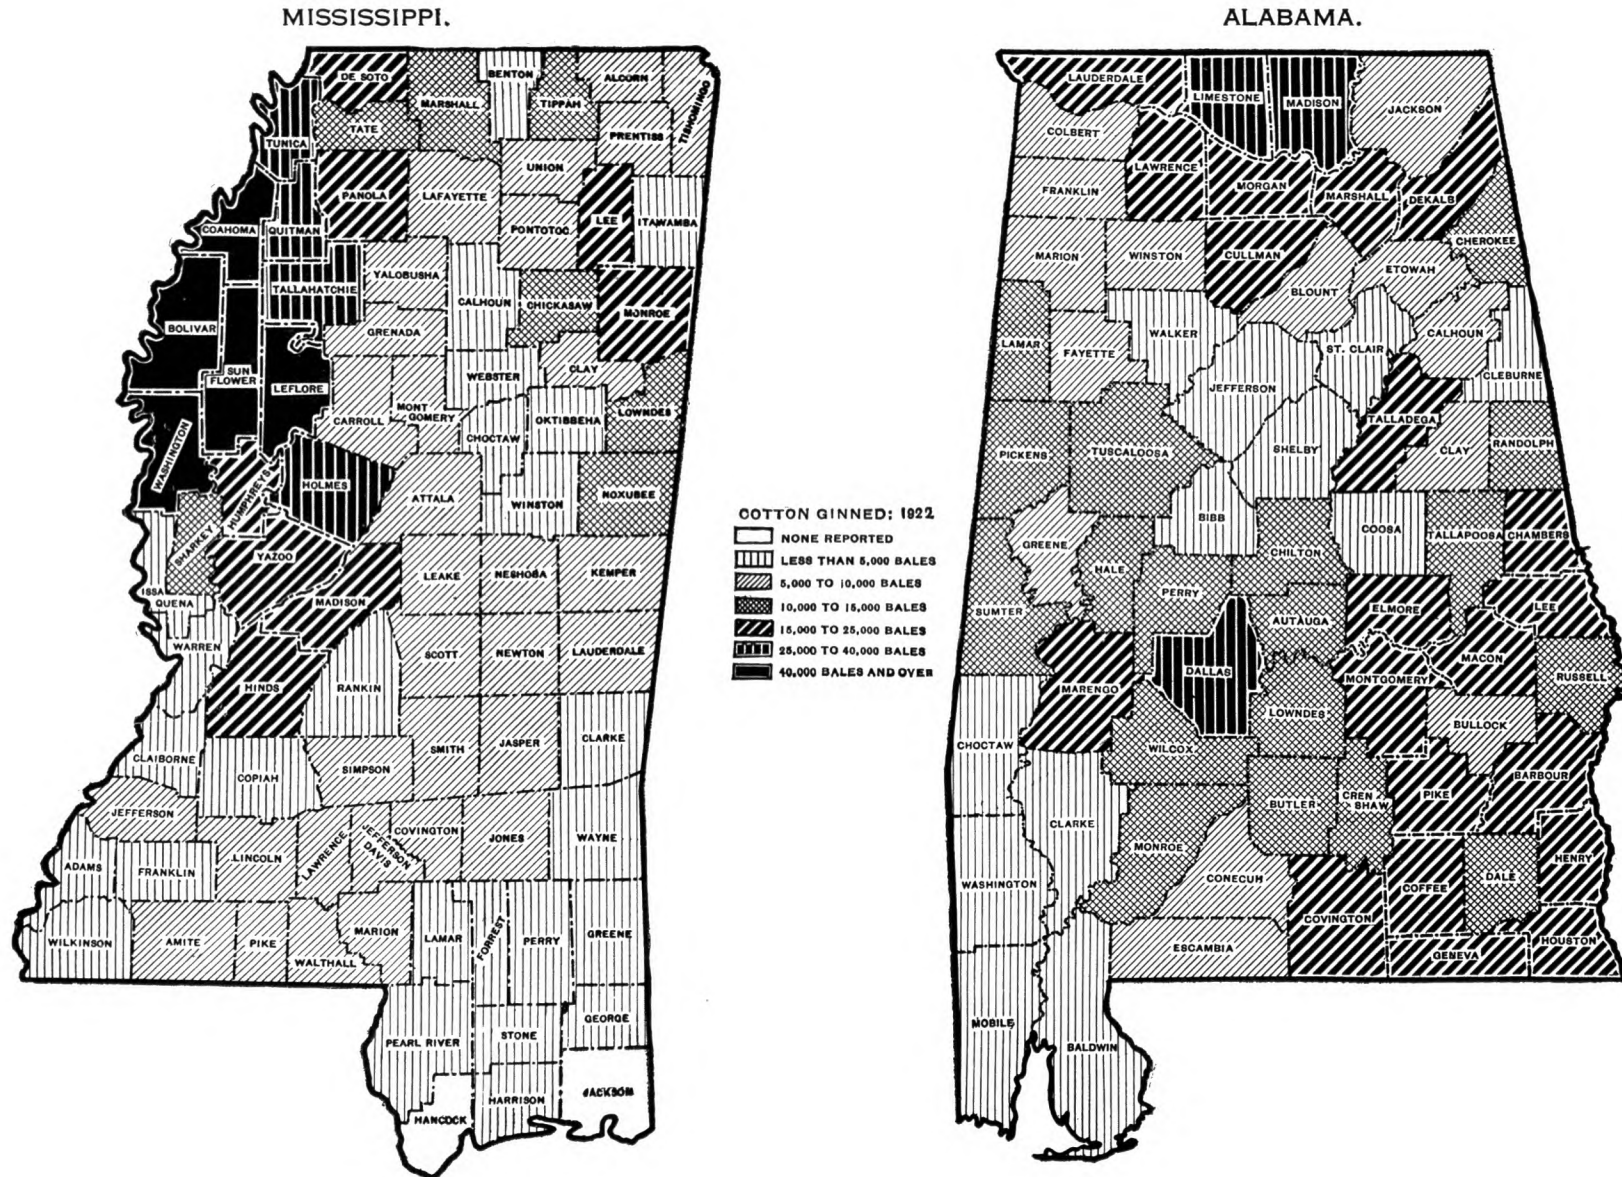 MISSISSIPPI.
DE SOTO
MARSHALL
BENTON
TIPPAH
ALCORN
TISHOMINGO
TATE
PRENTISS
TUNICA
UNION
PANOLA
LAFAYETTE
LEE
ITAWAMBA
COAHOMA
QUITMAN
PONTOTOC
YALOBUSHA
TALLAHATCHIE
CALHOUN
CHICKASAW
MONROE
BOLIVAR
GRENADA
SUN
FLOWER
LEFLORE
WEBSTER
CLAY
CARROLL
MONT
GOMERY
CHOCTAW
OKTIBBEHA
LOWNDES
WASHINGTON
HUMPHREYS
HOLMES
ATTALA
WINSTON
NOXUBEE
SHARKEY
YAZOO
ISSA
QUENA
MADISON
LEAKE
NESHOBA
KEMPER
WARREN
HINDS
RANKIN
SCOTT
NEWTON
LAUDERDALE
CLAIBORNE
COPIAH
SIMPSON
SMITH
JASPER
CLARKE
JEFFERSON
LINCOLN
LAWRENCE
JEFFERSON
DAVIS
COVINGTON
JONES
WAYNE
ADAMS
FRANKLIN
WILKINSON
AMITE
PIKE
WALTHALL
MARION
LAMAR
FORREST
PERRY
GREENE
PEARL RIVER
STONE
GEORGE
HANCOCK
HARRISON
JACKSON
COTTON GINNED: 1922
NONE REPORTED
LESS THAN 5,000 BALES
5,000 TO 10,000 BALES
10,000 TO 15,000 BALES
15,000 TO 25,000 BALES
25,000 TO 40,000 BALES
40,000 BALES AND OVER
ALABAMA.
LAUDERDALE
LIMESTONE
MADISON
JACKSON
COLBERT
LAWRENCE
FRANKLIN
MORGAN
MARSHALL
DEKALB
MARION
WINSTON
CULLMAN
CHEROKEE
ETOWAH
BLOUNT
LAMAR
FAYETTE
WALKER
ST. CLAIR
CALHOUN
CLEBURNE
JEFFERSON
PICKENS
TUSCALOOSA
SHELBY
TALLADEGA
CLAY
RANDOLPH
GREENE
BIBB
COOSA
HALE
CHILTON
TALLAPOOSA
CHAMBERS
SUMTER
PERRY
AUTAUGA
ELMORE
LEE
MARENGO
DALLAS
MONTGOMERY
MACON
RUSSELL
CHOCTAW
WILCOX
LOWNDES
BULLOCK
CLARKE
BUTLER
CREN
SHAW
PIKE
BARBOUR
WASHINGTON
MONROE
CONECUH
COVINGTON
COFFEE
DALE
HENRY
ESCAMBIA
GENEVA
HOUSTON
MOBILE
BALDWIN